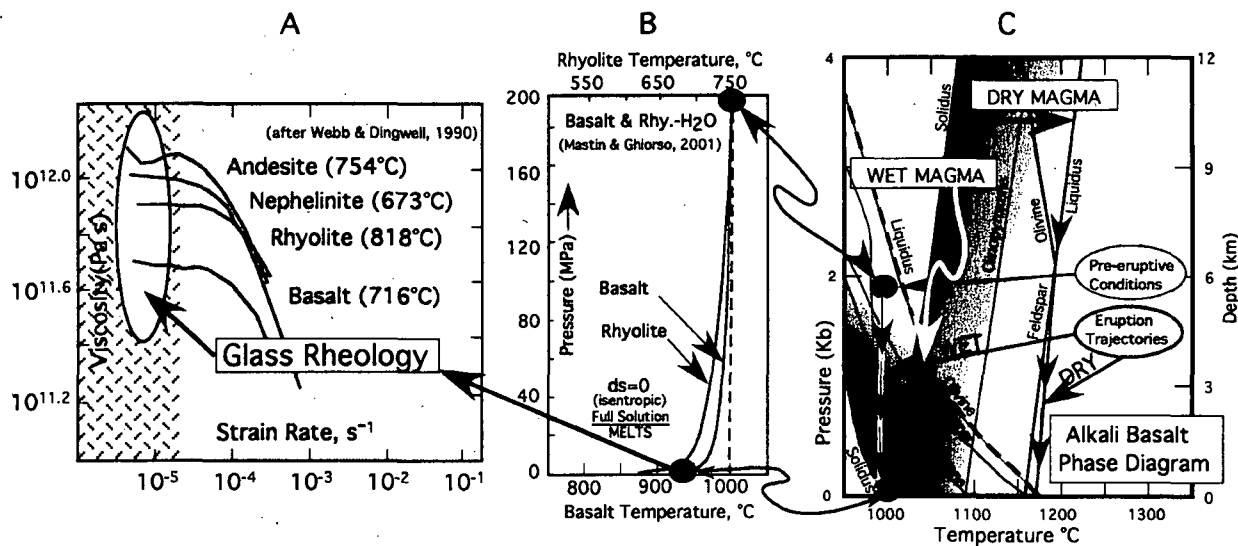 A
B
C
(after Webb & Dingwell, 1990)
Andesite (754°C)
Nephelinite (673°C)
Rhyolite (818°C)
Basalt (716°C)
Glass Rheology
Strain Rate, s⁻¹
Viscosity(Pa s)
10¹²·⁰
10¹¹·⁶
10¹¹·²
10⁻⁵
10⁻⁴
10⁻³
10⁻²
10⁻¹
Rhyolite Temperature, °C
550
650
750
200
160
120
80
40
0
Pressure (MPa)
Basalt & Rhy.-H₂O
(Mastin & Ghiorso, 2001)
Basalt
Rhyolite
ds=0
(isentropic)
Full Solution
MELTS
800
900
1000
Basalt Temperature, °C
4
2
0
Pressure (Kb)
12
9
6
3
0
Depth (km)
Solidus
DRY MAGMA
WET MAGMA
Liquidus
Olivine
Liquidus
Feldspar
Pre-eruptive
Conditions
Eruption
Trajectories
WET
DRY
Solidus
Alkali Basalt
Phase Diagram
1000
1100
1200
1300
Temperature °C